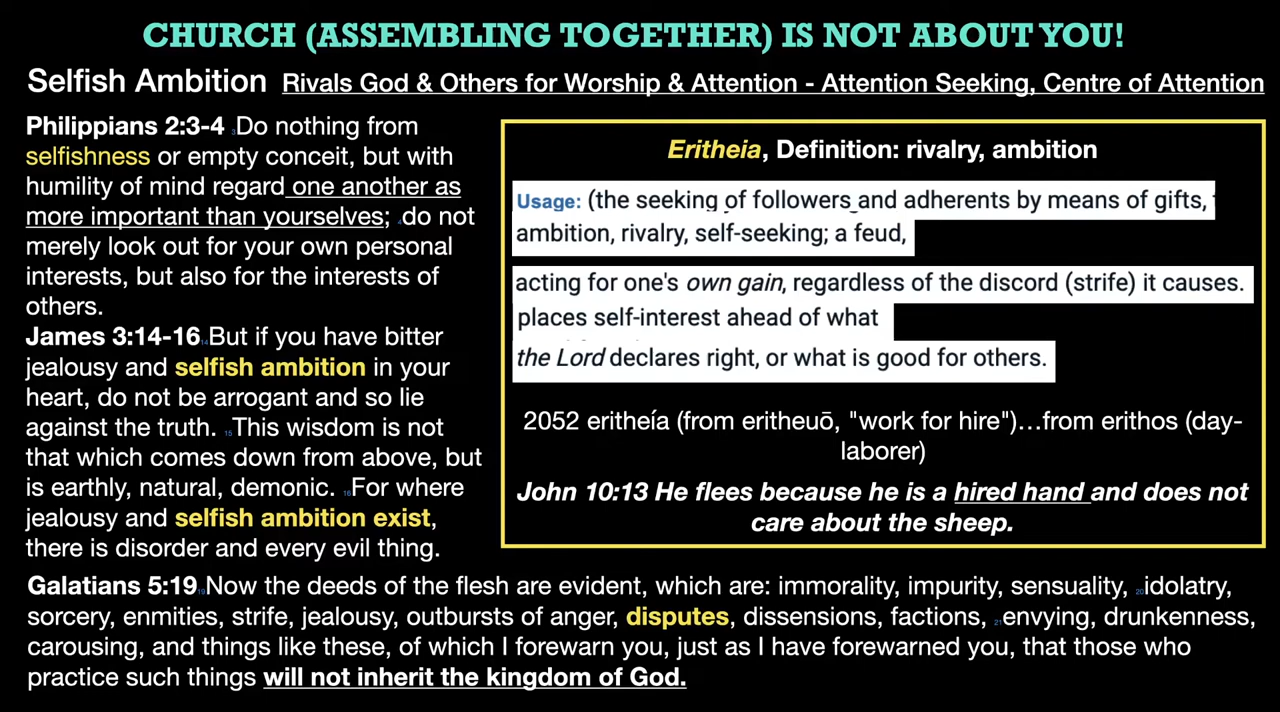 CHURCH (ASSEMBLING TOGETHER) IS NOT ABOUT YOU!
Selfish Ambition Rivals God & Others for Worship & Attention - Attention Seeking, Centre of Attention
Philippians 2:3-4 3Do nothing from
selfishness or empty conceit, but with
humility of mind regard one another as
more important than yourselves; 4do not
merely look out for your own personal
interests, but also for the interests of
others.
James 3:14-16 14But if you have bitter
jealousy and selfish ambition in your
heart, do not be arrogant and so lie
against the truth. 15This wisdom is not
that which comes down from above, but
is earthly, natural, demonic. 16For where
jealousy and selfish ambition exist,
there is disorder and every evil thing.
Eritheia, Definition: rivalry, ambition
Usage: (the seeking of followers and adherents by means of gifts,
ambition, rivalry, self-seeking; a feud,
acting for one's own gain, regardless of the discord (strife) it causes.
places self-interest ahead of what
the Lord declares right, or what is good for others.
2052 eritheía (from eritheuō, "work for hire")…from erithos (day-
laborer)
John 10:13 He flees because he is a hired hand and does not
care about the sheep.
Galatians 5:19 19Now the deeds of the flesh are evident, which are: immorality, impurity, sensuality, 20idolatry,
sorcery, enmities, strife, jealousy, outbursts of anger, disputes, dissensions, factions, 21envying, drunkenness,
carousing, and things like these, of which I forewarn you, just as I have forewarned you, that those who
practice such things will not inherit the kingdom of God.